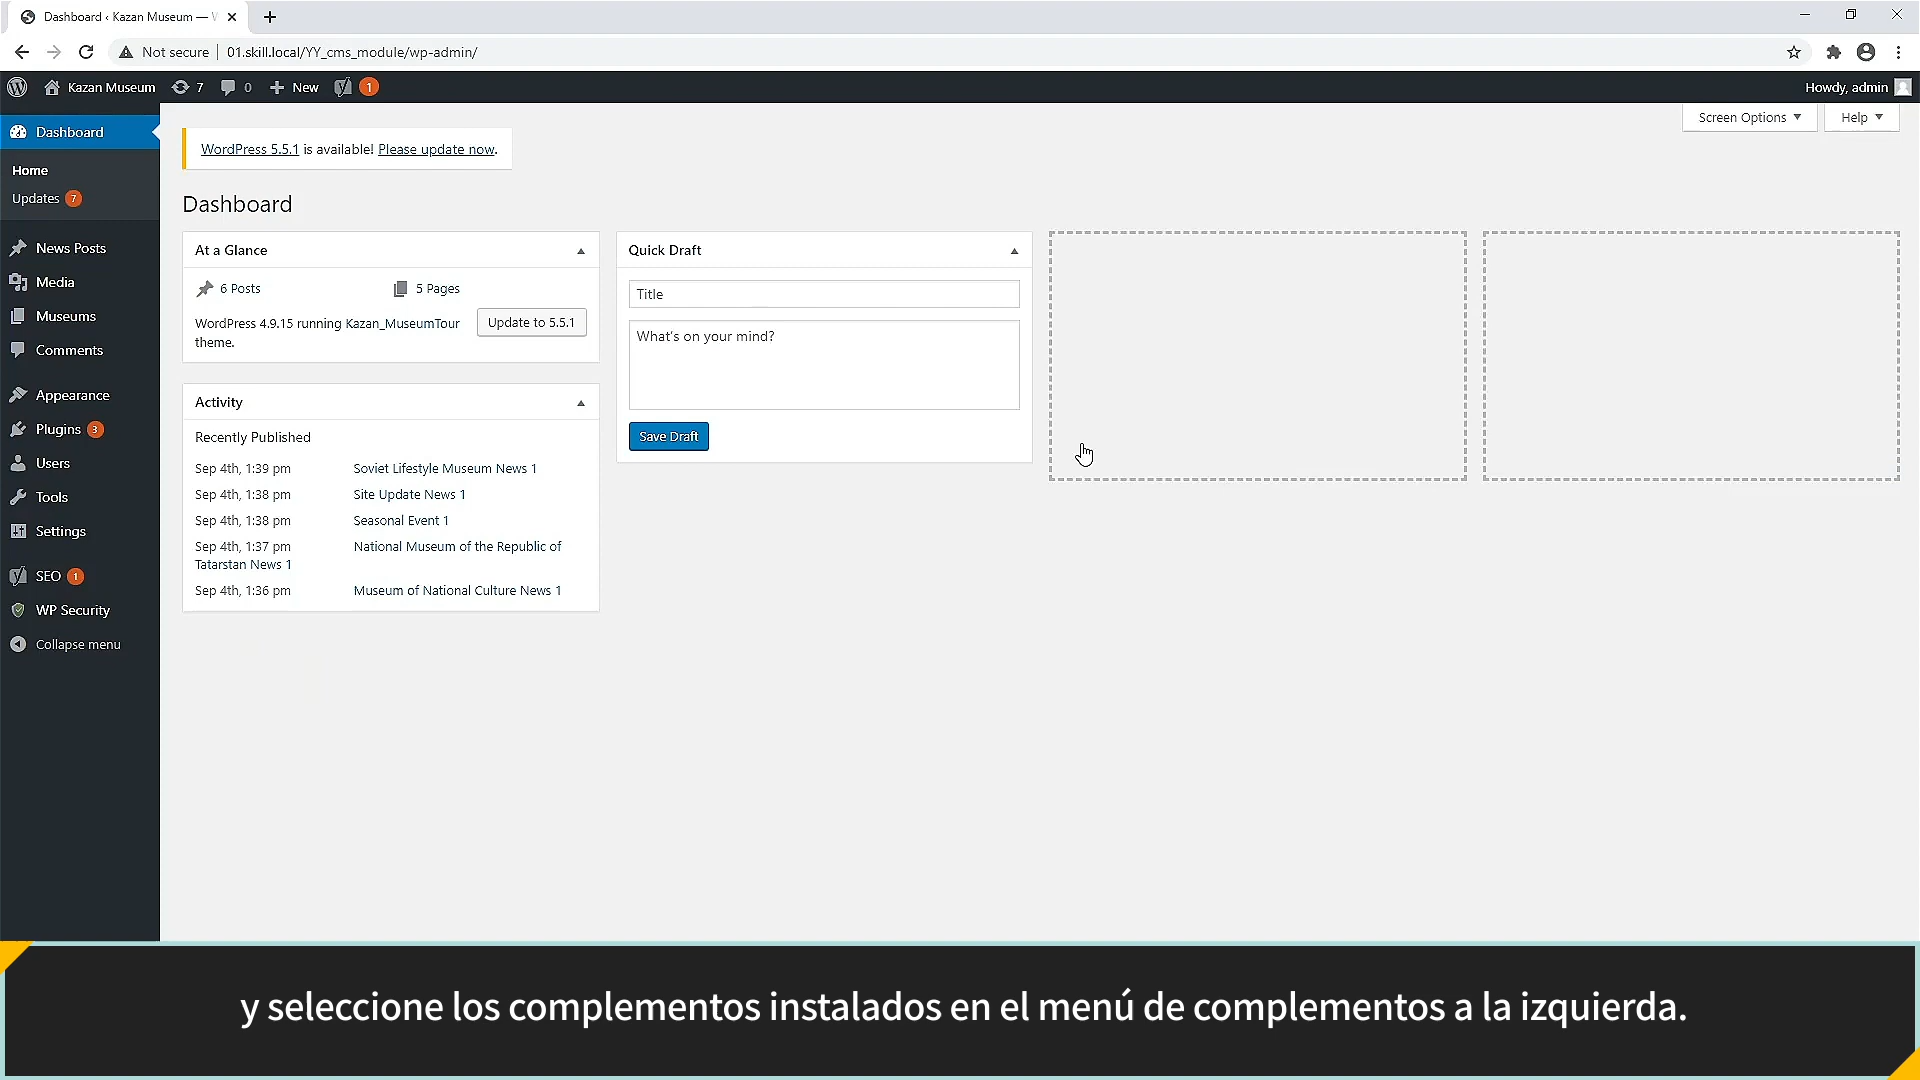 Dashboard ‹ Kazan Museum — W
Not secure
01.skill.local/YY_cms_module/wp-admin/
Kazan Museum
7
0
New
1
Howdy, admin
Screen Options
Help
Dashboard
Home
Updates 7
News Posts
Media
Museums
Comments
Appearance
Plugins 3
Users
Tools
Settings
SEO 1
WP Security
Collapse menu
WordPress 5.5.1 is available! Please update now.
Dashboard
At a Glance
6 Posts
5 Pages
WordPress 4.9.15 running Kazan_MuseumTour
theme.
Update to 5.5.1
Activity
Recently Published
Sep 4th, 1:39 pm Soviet Lifestyle Museum News 1
Sep 4th, 1:38 pm Site Update News 1
Sep 4th, 1:38 pm Seasonal Event 1
Sep 4th, 1:37 pm National Museum of the Republic of
Tatarstan News 1
Sep 4th, 1:36 pm Museum of National Culture News 1
Quick Draft
Title
What's on your mind?
Save Draft
y seleccione los complementos instalados en el menú de complementos a la izquierda.